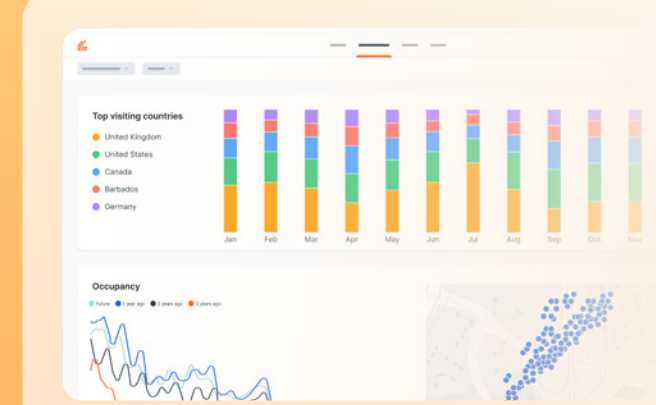 Top visiting countries
United Kingdom
United States
Canada
Barbados
Germany
Jan Feb Mar Apr May Jun Jul Aug Sep Oct Nov
Occupancy
Future 1 year ago 2 years ago 3 years ago